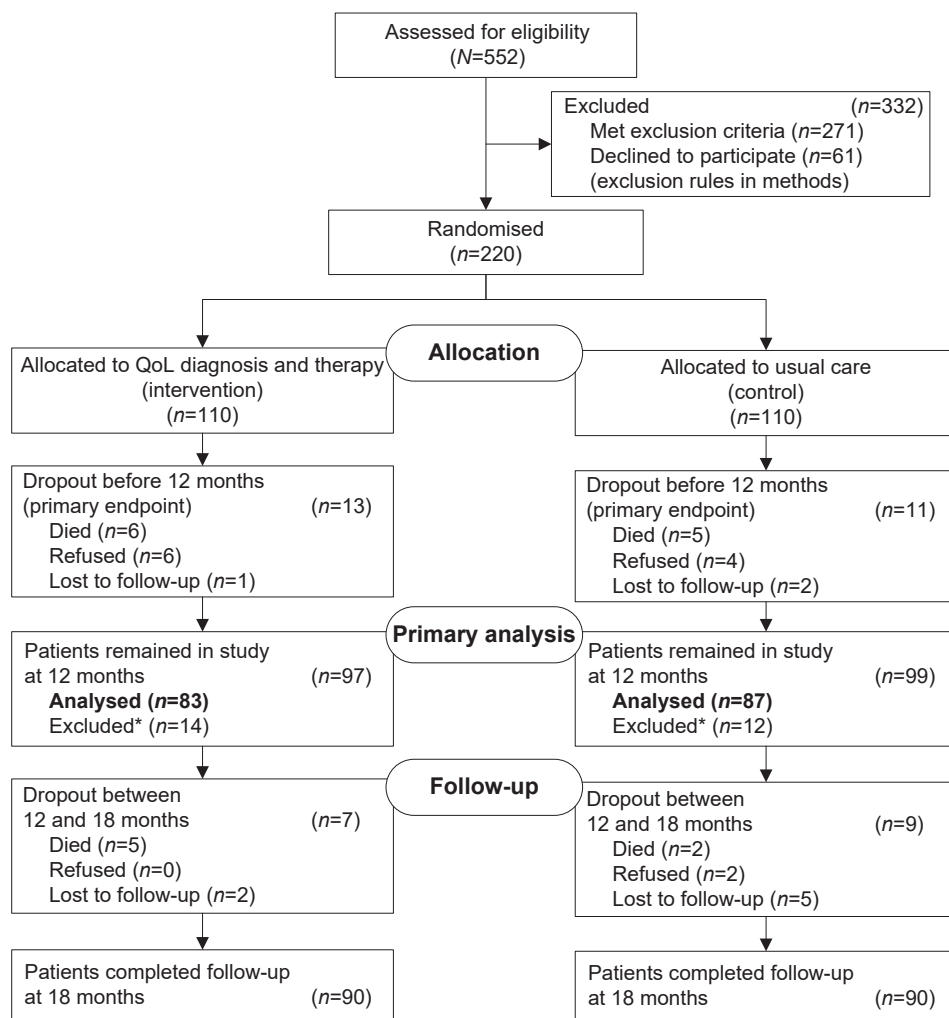 Assessed for eligibility
(N=552)
Excluded (n=332)
Met exclusion criteria (n=271)
Declined to participate (n=61)
(exclusion rules in methods)
Randomised
(n=220)
Allocation
Allocated to QoL diagnosis and therapy
(intervention)
(n=110)
Allocated to usual care
(control)
(n=110)
Dropout before 12 months
(primary endpoint) (n=13)
Died (n=6)
Refused (n=6)
Lost to follow-up (n=1)
Dropout before 12 months
(primary endpoint) (n=11)
Died (n=5)
Refused (n=4)
Lost to follow-up (n=2)
Primary analysis
Patients remained in study
at 12 months (n=97)
Analysed (n=83)
Excluded* (n=14)
Patients remained in study
at 12 months (n=99)
Analysed (n=87)
Excluded* (n=12)
Follow-up
Dropout between
12 and 18 months (n=7)
Died (n=5)
Refused (n=0)
Lost to follow-up (n=2)
Dropout between
12 and 18 months (n=9)
Died (n=2)
Refused (n=2)
Lost to follow-up (n=5)
Patients completed follow-up
at 18 months (n=90)
Patients completed follow-up
at 18 months (n=90)